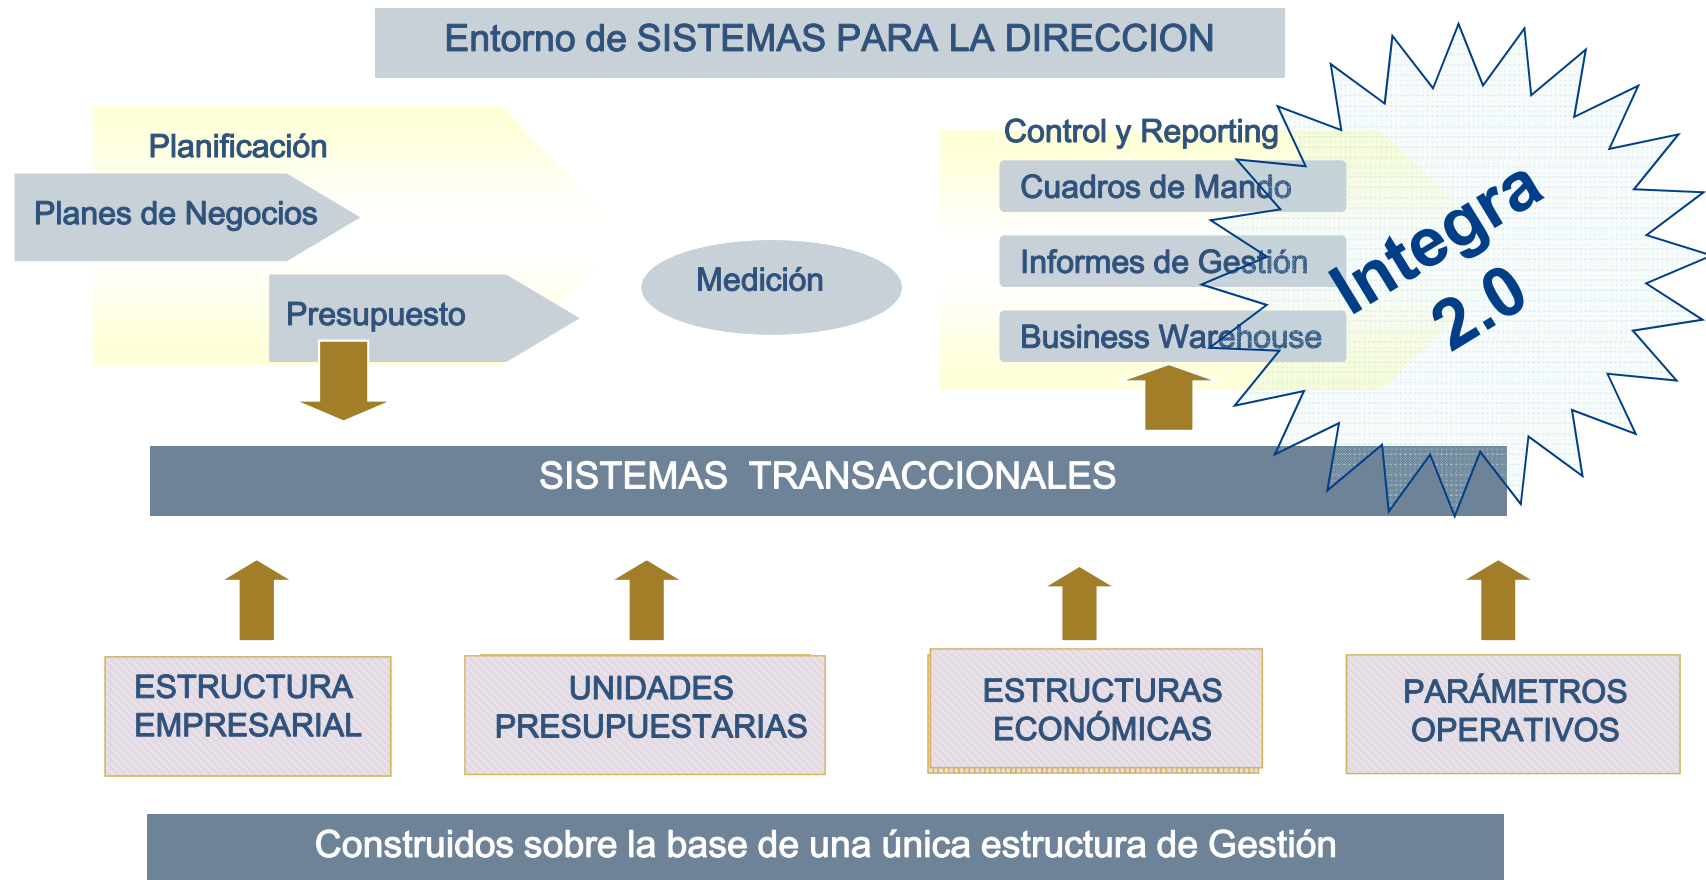 Entorno de SISTEMAS PARA LA DIRECCION
Planificación
Planes de Negocios
Presupuesto
Medición
Control y Reporting
Cuadros de Mando
Informes de Gestión
Business Warehouse
Integra
2.0
SISTEMAS TRANSACCIONALES
ESTRUCTURA
EMPRESARIAL
UNIDADES
PRESUPUESTARIAS
ESTRUCTURAS
ECONÓMICAS
PARÁMETROS
OPERATIVOS
Construidos sobre la base de una única estructura de Gestión